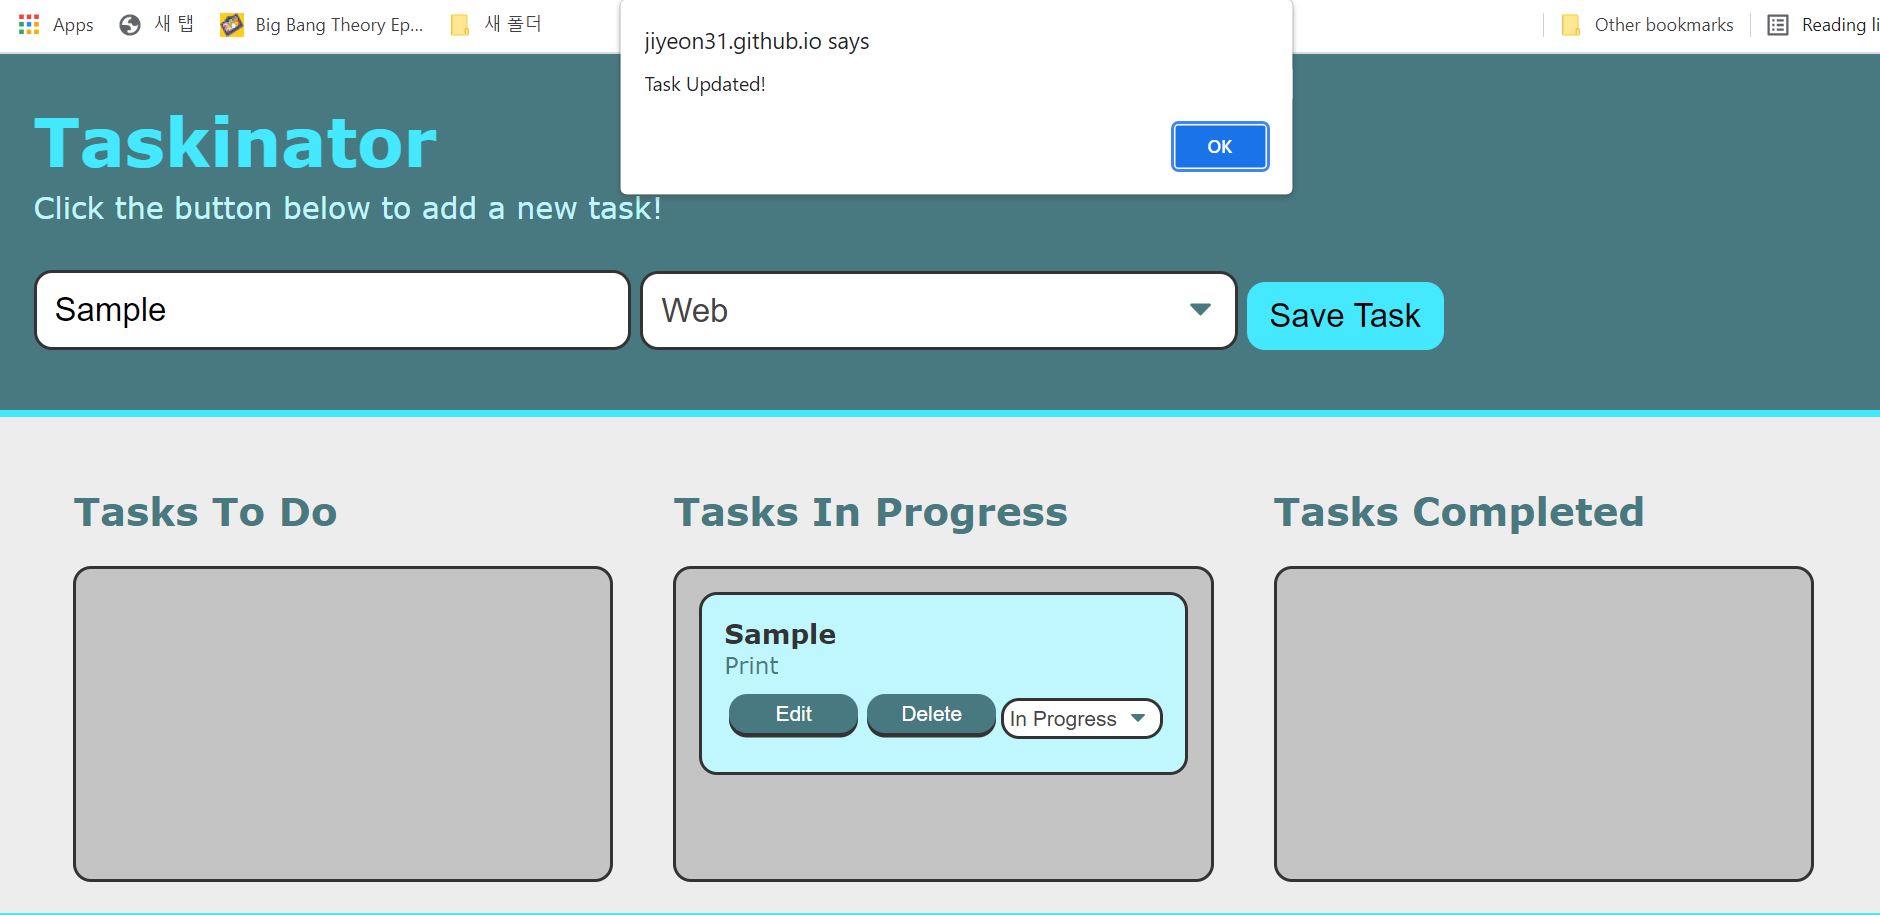 Apps 새 탭 Big Bang Theory Ep... 새 폴더 Other bookmarks Reading li
jiyeon31.github.io says
Task Updated!
OK
Taskinator
Click the button below to add a new task!
Sample Web Save Task
Tasks To Do Tasks In Progress Tasks Completed
Sample
Print
Edit Delete In Progress